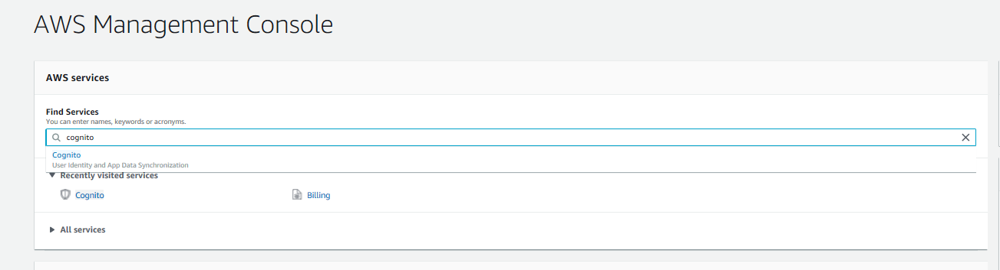 AWS Management Console
AWS services
Find Services
You can enter names, keywords or acronyms.
cognito
Cognito
User Identity and App Data Synchronization
Recently visited services
Cognito
Billing
All services